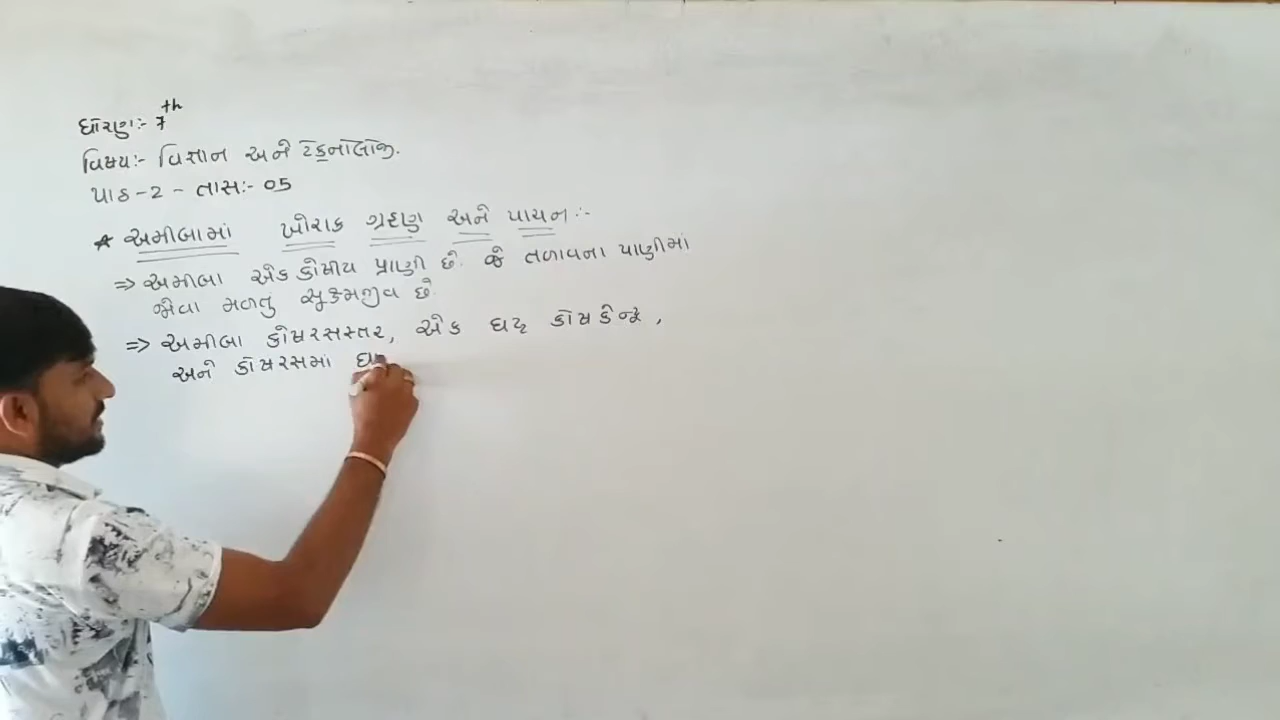 ધોરણ:- 7th
વિષય:- વિજ્ઞાન અને ટેકનોલોજી.
પાઠ-2 - તાસ:- 05
* અમીબામાં ખોરાક ગ્રહણ અને પાચન:-
⇒ અમીબા એકકોષીય પ્રાણી છે. જે તળાવના પાણીમાં
જોવા મળતું સૂક્ષ્મજીવ છે.
⇒ અમીબા કોષરસસ્તર, એક ઘટ્ટ કોષકેન્દ્ર,
અને કોષરસમાં